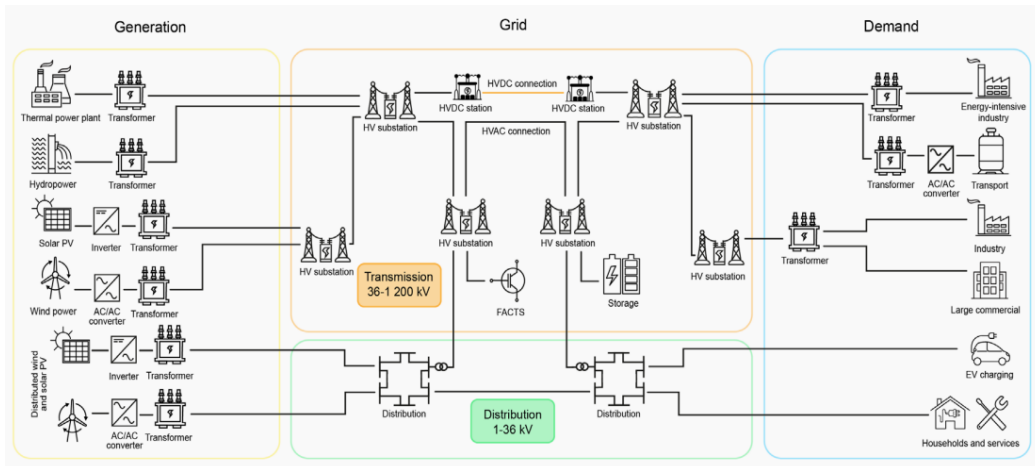 Generation
Grid
Demand
Thermal power plant
Transformer
HV substation
HVDC station
HVDC connection
HVDC station
HV substation
Transformer
Energy-intensive
industry
HVAC connection
Hydropower
Transformer
Transformer
AC/AC
converter
Transport
Solar PV
Inverter
Transformer
HV substation
HV substation
HV substation
HV substation
Transformer
Industry
Transmission
36-1 200 kV
FACTS
Storage
Wind power
AC/AC
converter
Transformer
Large commercial
Distributed wind
and solar PV
Inverter
Transformer
EV charging
Distribution
Distribution
1-36 kV
Distribution
AC/AC
converter
Transformer
Households and services